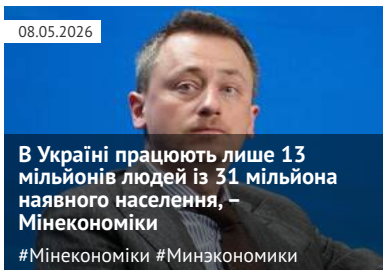 08.05.2026
В Україні працюють лише 13
мільйонів людей із 31 мільйона
наявного населення, –
Мінекономіки
#Мінекономіки #Минэкономики